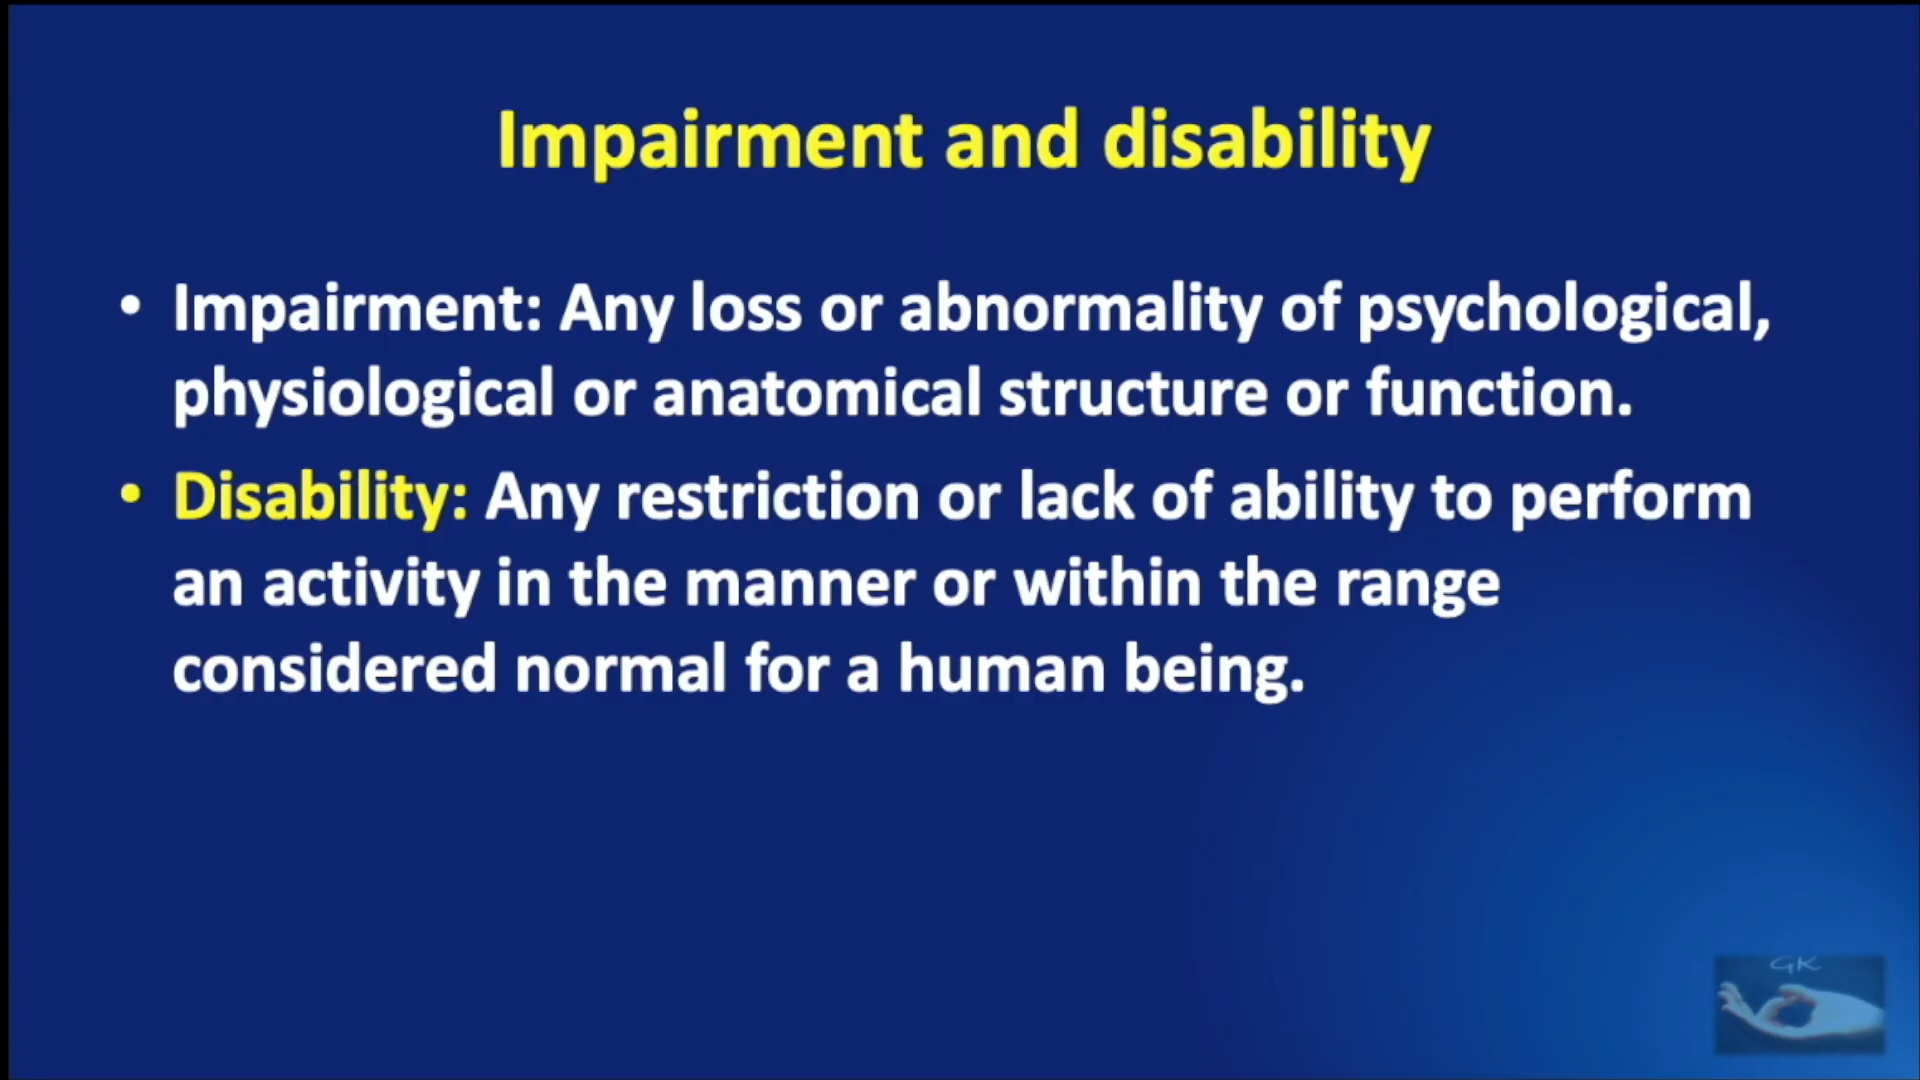 Impairment and disability
• Impairment: Any loss or abnormality of psychological,
physiological or anatomical structure or function.
• Disability: Any restriction or lack of ability to perform
an activity in the manner or within the range
considered normal for a human being.
GK